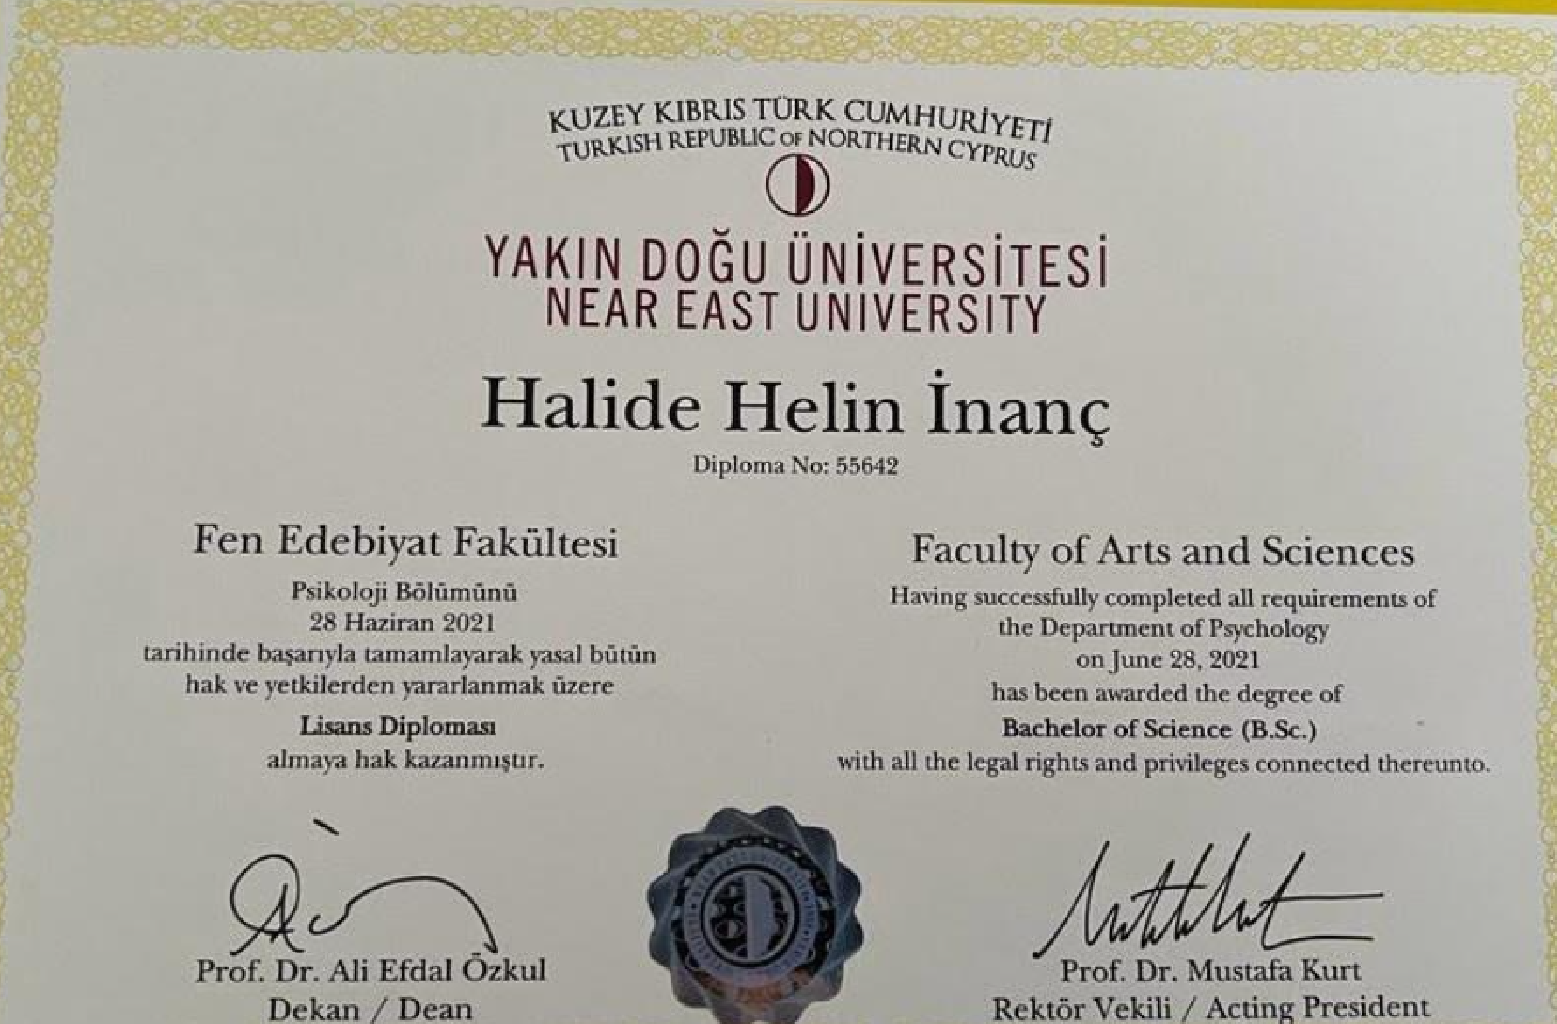 KUZEY KIBRIS TÜRK CUMHURİYETİ
TURKISH REPUBLIC OF NORTHERN CYPRUS
YAKIN DOĞU ÜNİVERSİTESİ
NEAR EAST UNIVERSITY
Halide Helin İnanç
Diploma No: 55642
Fen Edebiyat Fakültesi
Psikoloji Bölümünü
28 Haziran 2021
tarihinde başarıyla tamamlayarak yasal bütün
hak ve yetkilerden yararlanmak üzere
Lisans Diploması
almaya hak kazanmıştır.
Faculty of Arts and Sciences
Having successfully completed all requirements of
the Department of Psychology
on June 28, 2021
has been awarded the degree of
Bachelor of Science (B.Sc.)
with all the legal rights and privileges connected thereunto.
Prof. Dr. Ali Efdal Özkul
Dekan / Dean
Prof. Dr. Mustafa Kurt
Rektör Vekili / Acting President